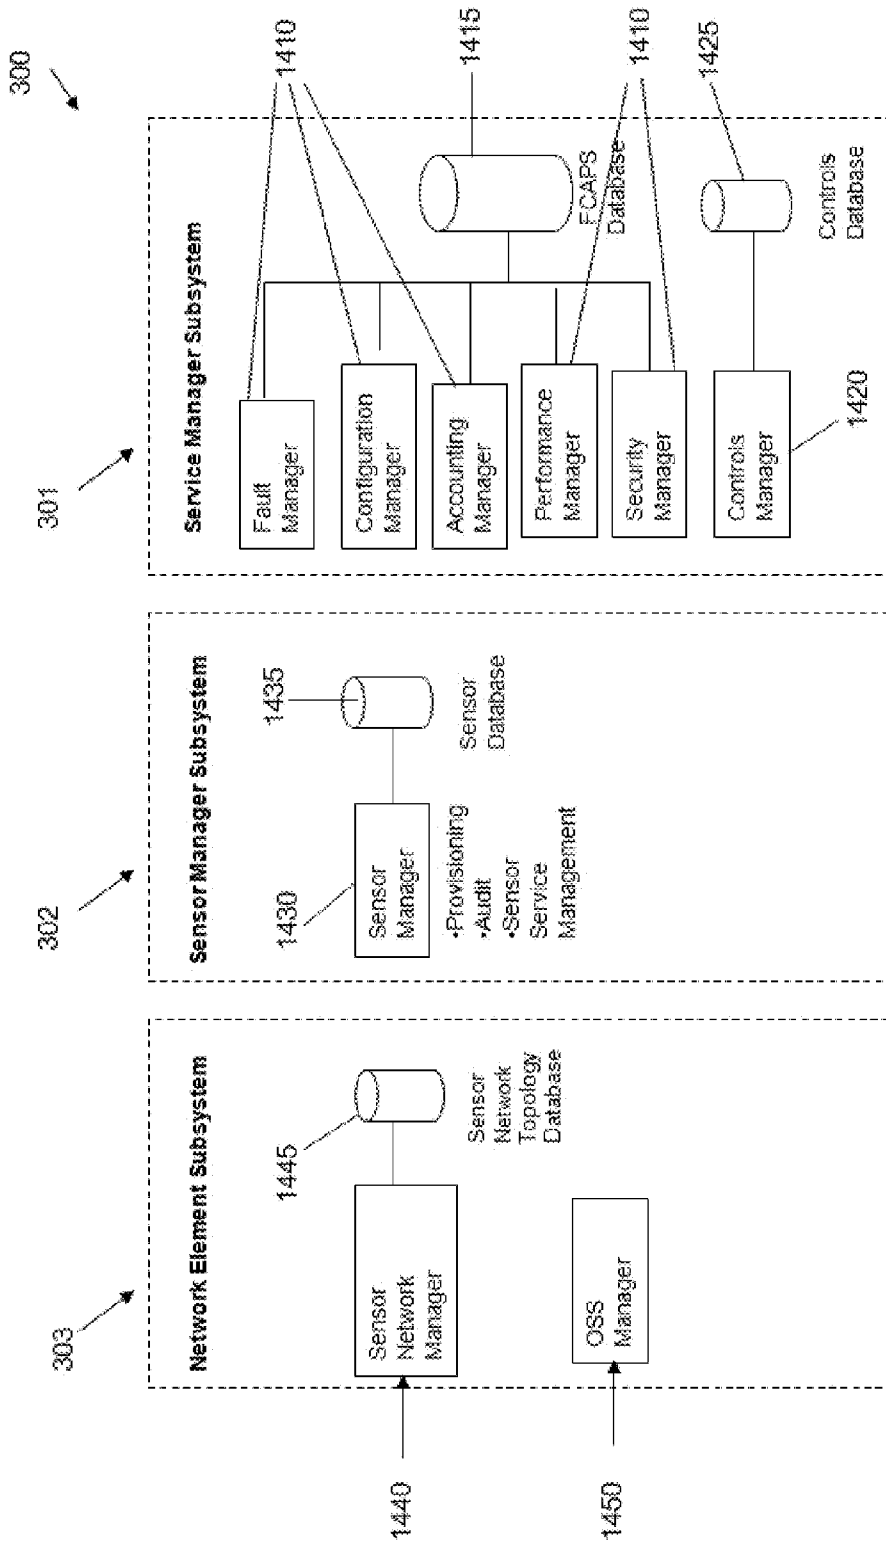 300
303
302
301
Network Element Subsystem
1445
1440
Sensor
Network
Manager
Sensor
Network
Topology
Database
1450
OSS
Manager
Sensor Manager Subsystem
1430
1435
Sensor
Manager
•Provisioning
•Audit
•Sensor
Service
Management
Sensor
Database
Service Manager Subsystem
1410
Fault
Manager
Configuration
Manager
Accounting
Manager
1415
FCAPS
Database
Performance
Manager
1410
Security
Manager
1425
Controls
Manager
Controls
Database
1420